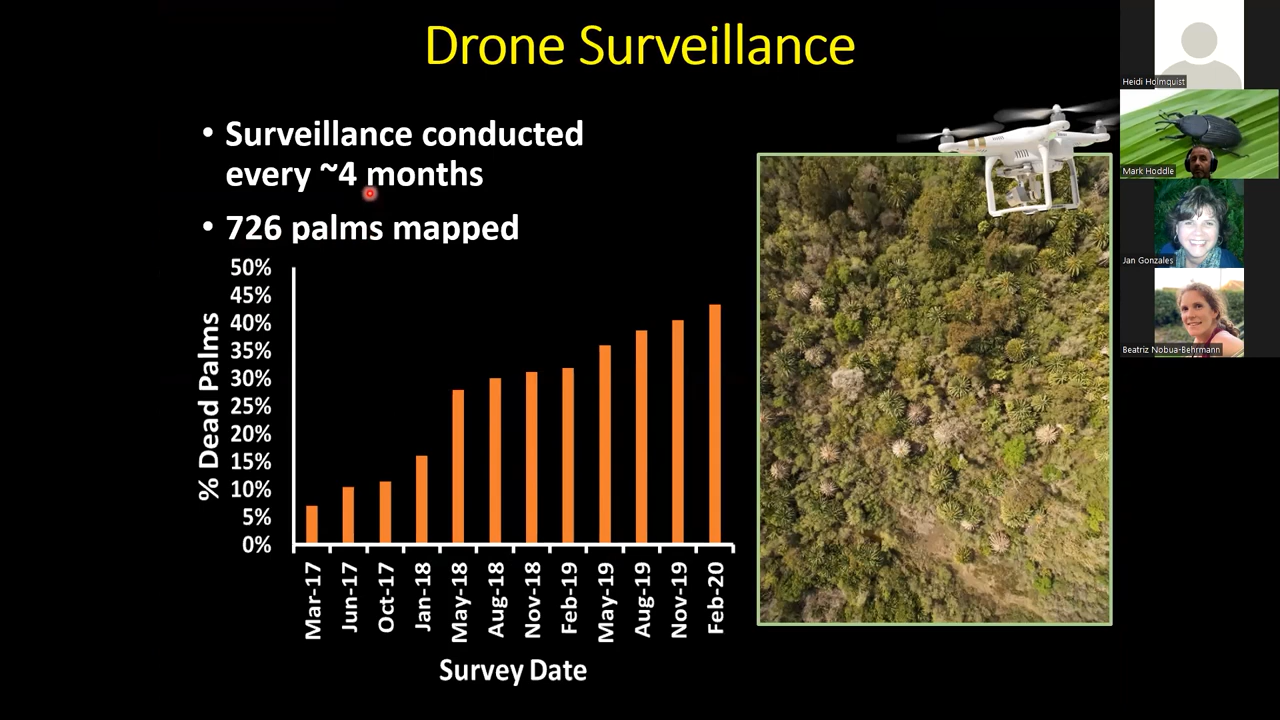 Drone Surveillance
• Surveillance conducted
every ~4 months
• 726 palms mapped
50%
45%
40%
35%
30%
25%
20%
15%
10%
5%
0%
% Dead Palms
Mar-17
Jun-17
Oct-17
Jan-18
May-18
Aug-18
Nov-18
Feb-19
May-19
Aug-19
Nov-19
Feb-20
Survey Date
Heidi Holmquist
Mark Hoddle
Jan Gonzales
Beatriz Nobua-Behrmann